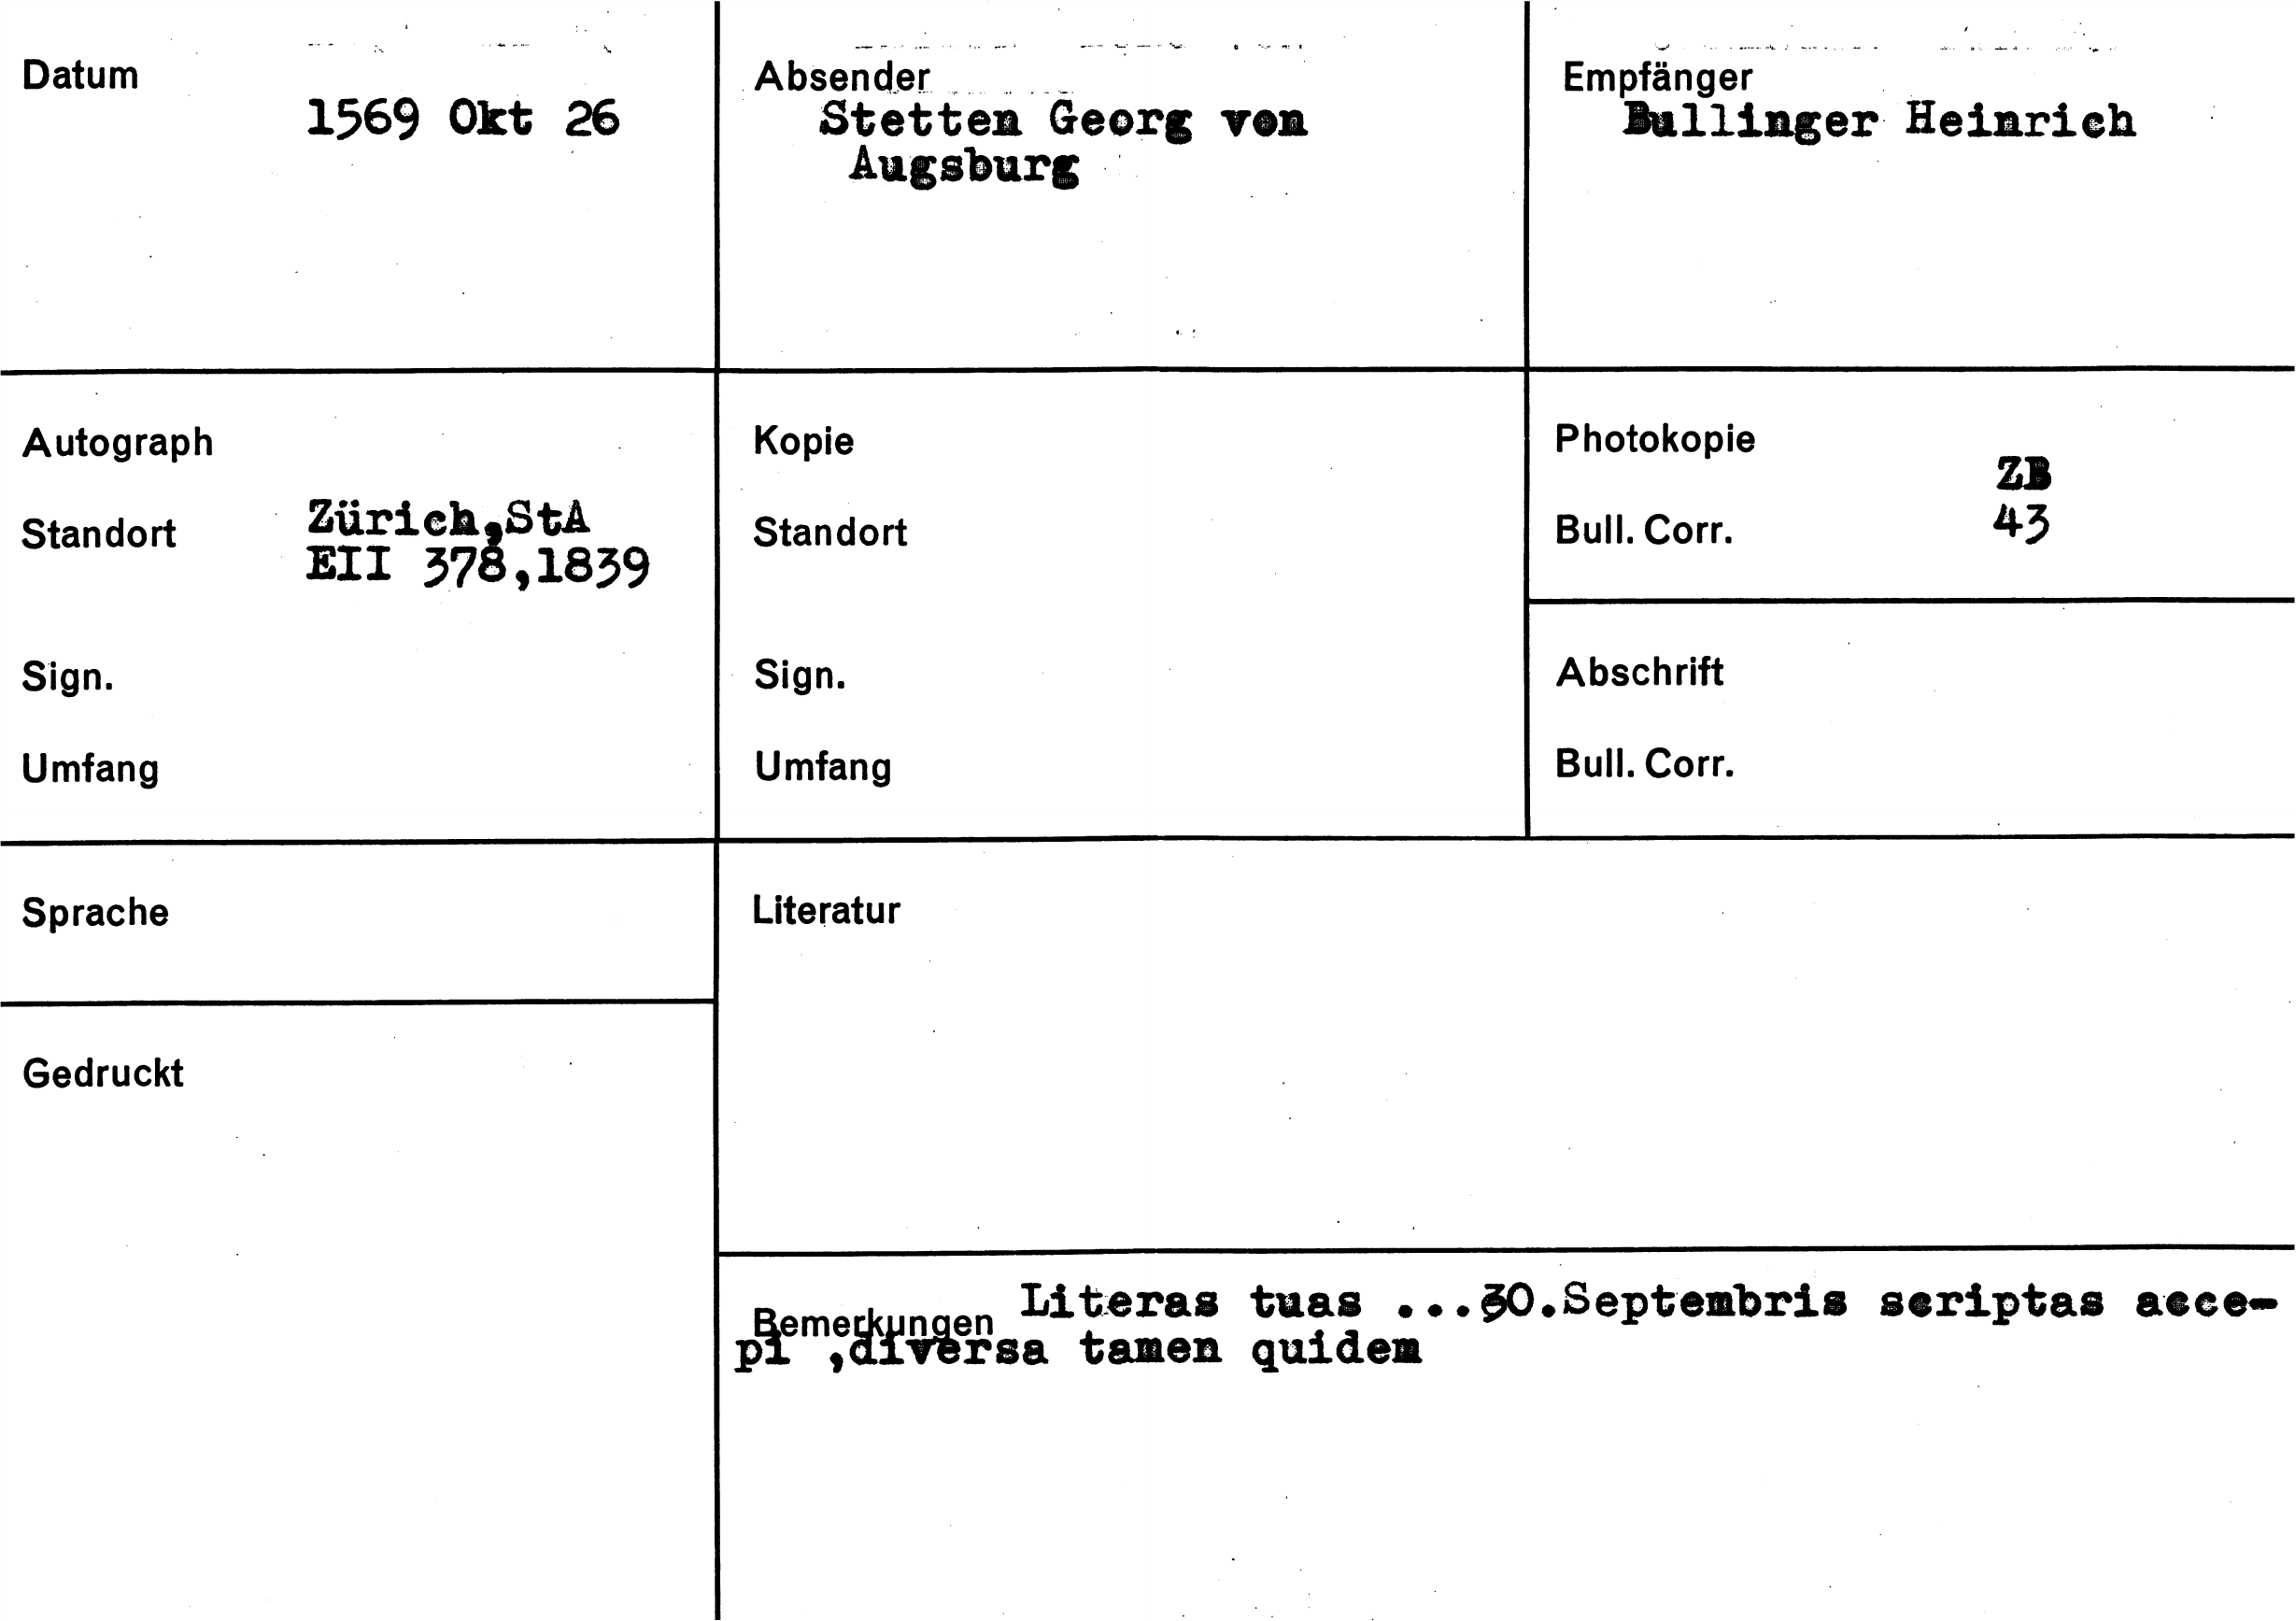 Datum
1569 Okt 26
Absender
Stetten Georg von
Augsburg
Empfänger
Bullinger Heinrich
Autograph
Standort
Zürich,StA
EII 378,1839
Sign.
Umfang
Kopie
Standort
Sign.
Umfang
Photokopie
ZB
Bull. Corr.
43
Abschrift
Bull. Corr.
Sprache
Literatur
Gedruckt
Bemerkungen
Literas tuas ...30.Septembris scriptas acce-
pi ,diversa tamen quidem